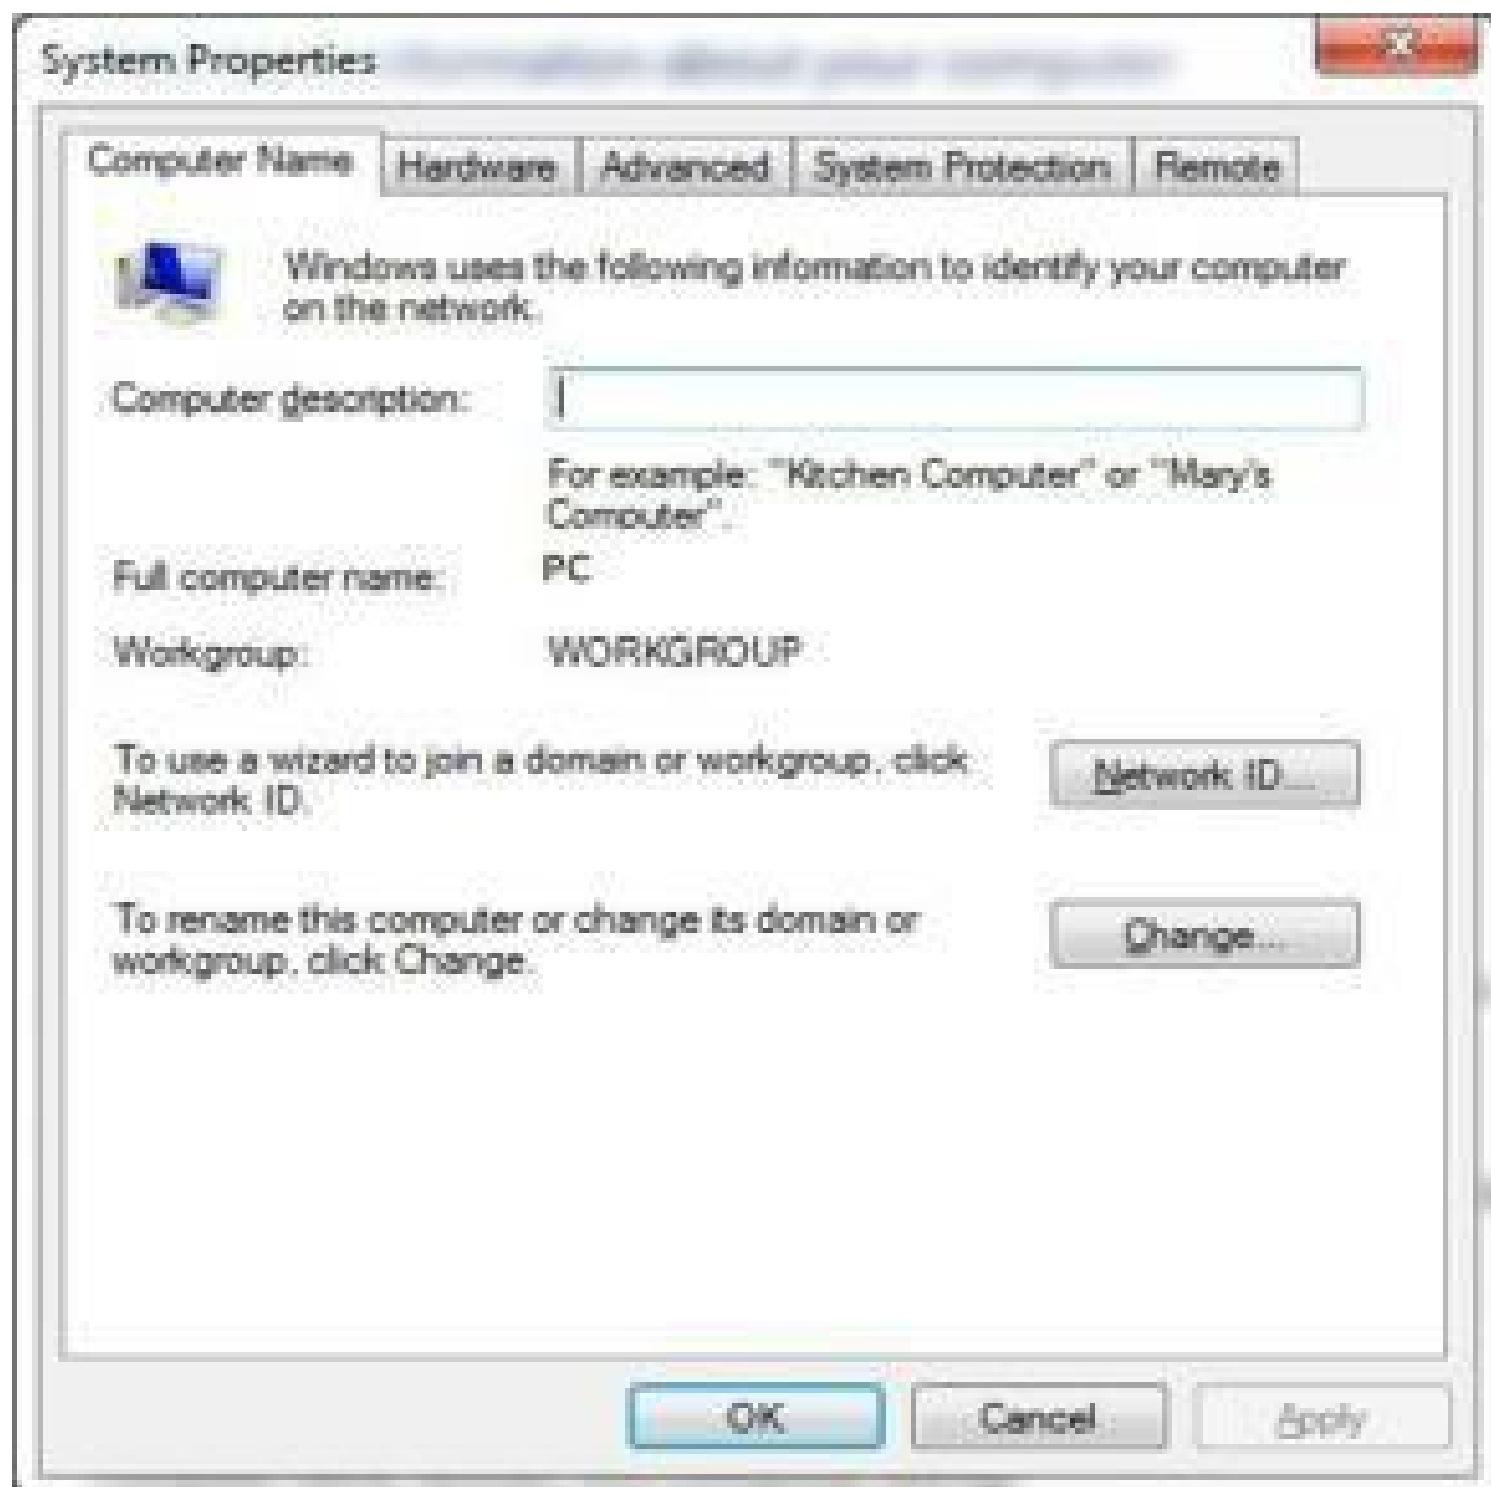 System Properties
Computer Name
Hardware
Advanced
System Protection
Remote
Windows uses the following information to identify your computer
on the network.
Computer description:
For example: "Kitchen Computer" or "Mary's
Computer".
Full computer name:
PC
Workgroup:
WORKGROUP
To use a wizard to join a domain or workgroup, click
Network ID.
Network ID...
To rename this computer or change its domain or
workgroup, click Change.
Change...
OK
Cancel
Apply